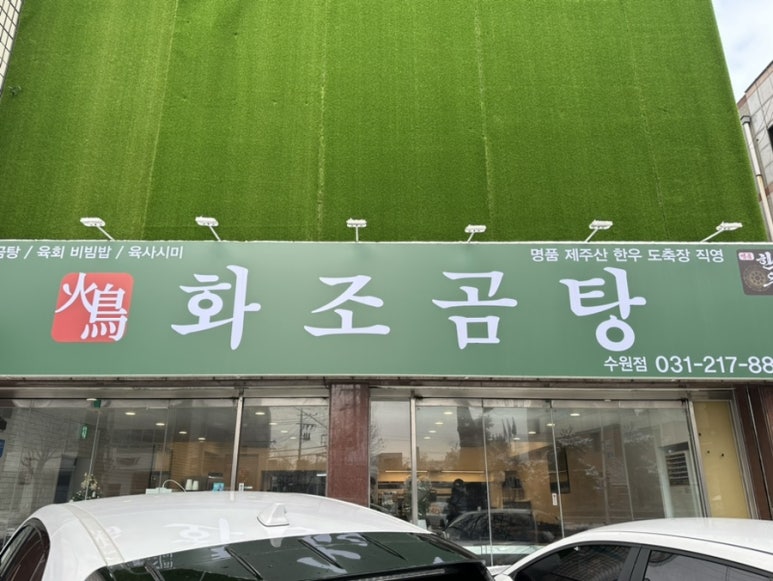 곰탕 / 육회 비빔밥 / 육사시미
명품 제주산 한우 도축장 직영
火鳥 화조곰탕
수원점 031-217-88